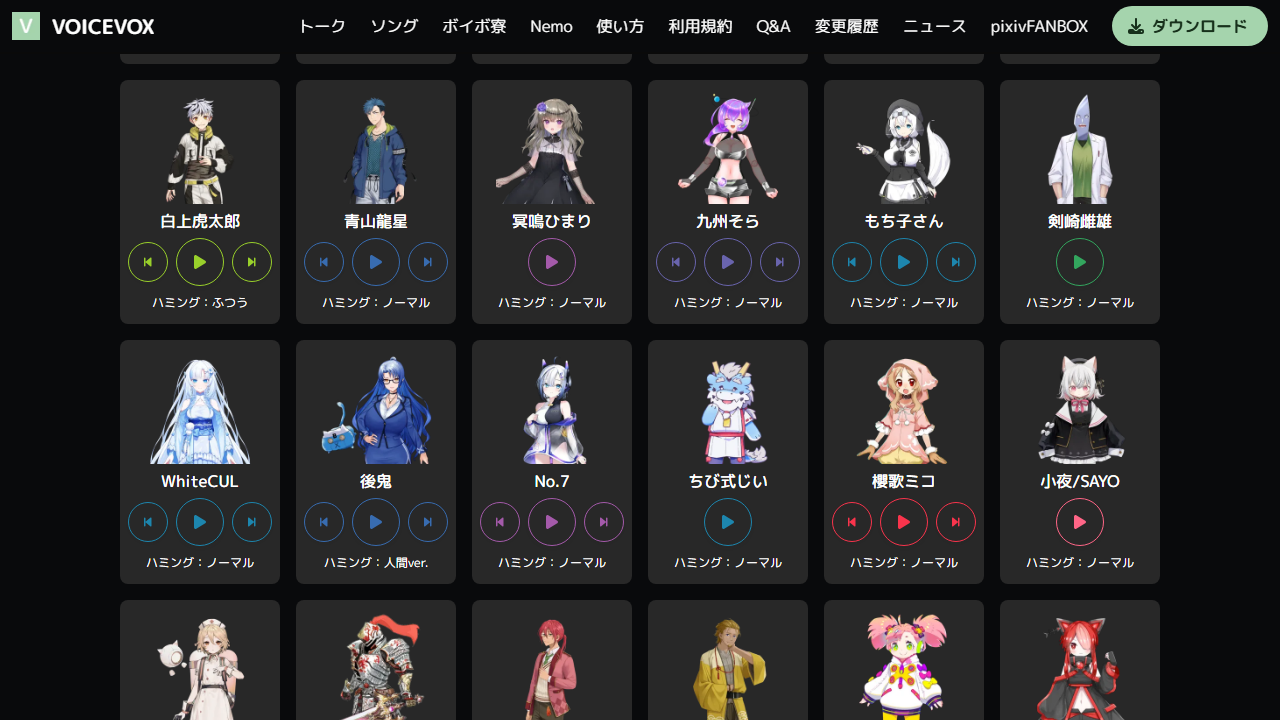 V VOICEVOX トーク ソング ボイボ寮 Nemo 使い方 利用規約 Q&A 変更履歴 ニュース pixivFANBOX ダウンロード
白上虎太郎 青山龍星 冥鳴ひまり 九州そら もち子さん 剣崎雌雄
ハミング：ふつう ハミング：ノーマル ハミング：ノーマル ハミング：ノーマル ハミング：ノーマル ハミング：ノーマル
WhiteCUL 後鬼 No.7 ちび式じい 櫻歌ミコ 小夜/SAYO
ハミング：ノーマル ハミング：人間ver. ハミング：ノーマル ハミング：ノーマル ハミング：ノーマル ハミング：ノーマル